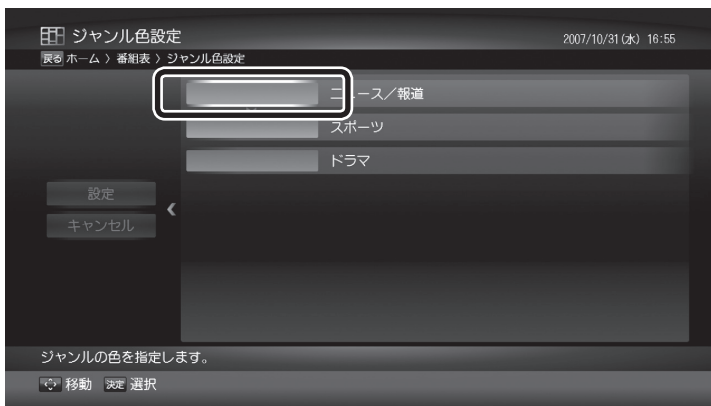 ジャンル色設定
2007/10/31(水) 16:55
戻る ホーム 〉 番組表 〉 ジャンル色設定
ニュース／報道
スポーツ
ドラマ
設定
キャンセル
ジャンルの色を指定します。
移動 決定 選択